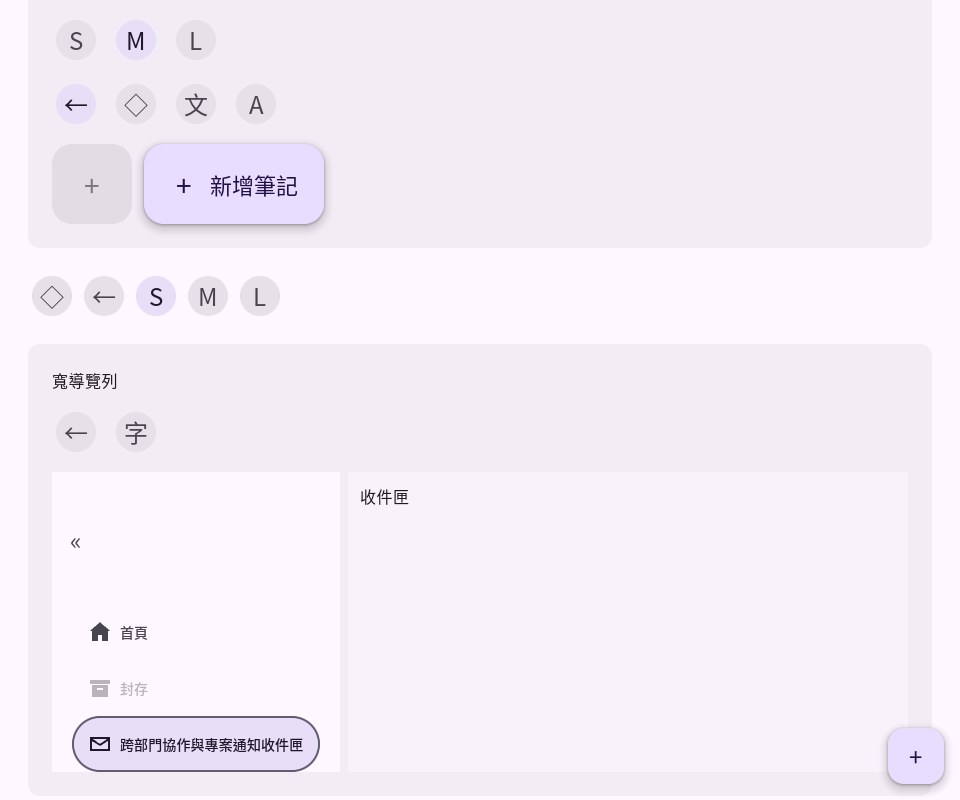 S M L
← ◇ 文 A
+ + 新增筆記
◇ ← S M L
寬導覽列
← 字
收件匣
«
首頁
封存
跨部門協作與專案通知收件匣
+